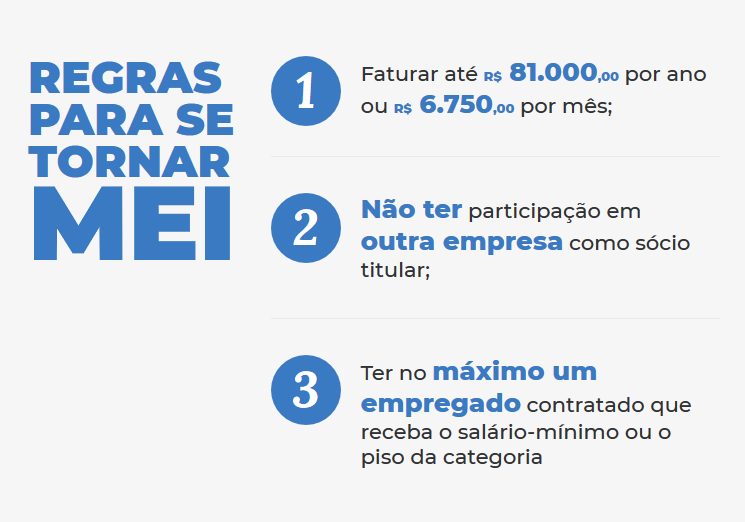 REGRAS
PARA SE
TORNAR
MEI
1
Faturar até R$ 81.000,00 por ano
ou R$ 6.750,00 por mês;
2
Não ter participação em
outra empresa como sócio
titular;
3
Ter no máximo um
empregado contratado que
receba o salário-mínimo ou o
piso da categoria